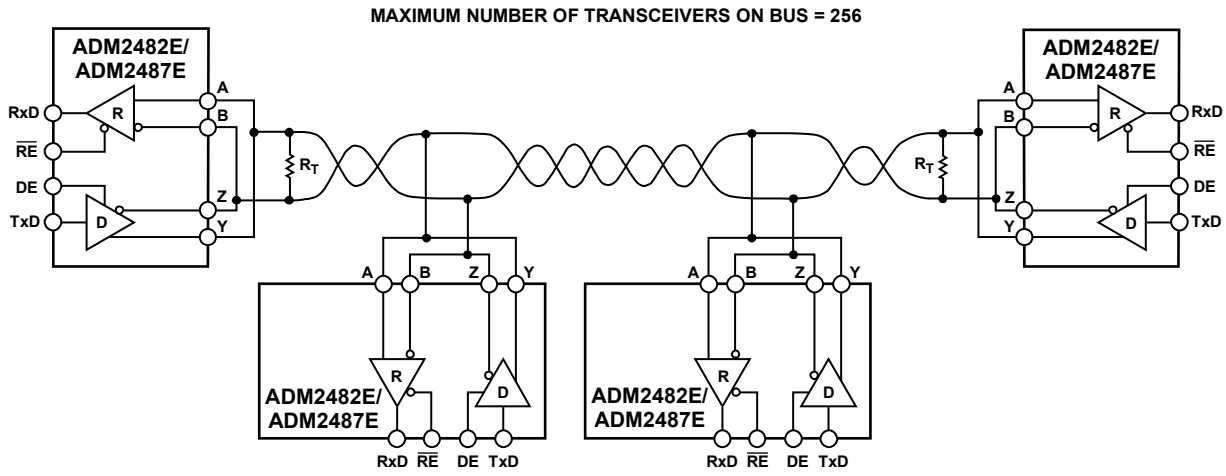 MAXIMUM NUMBER OF TRANSCEIVERS ON BUS = 256
ADM2482E/
ADM2487E
A
B
RxD
R
RE
DE
Z
TxD
D
Y
RT
RT
ADM2482E/
ADM2487E
A
B
R
RxD
RE
DE
Z
D
TxD
Y
A B Z Y
R
D
ADM2482E/
ADM2487E
RxD RE DE TxD
A B Z Y
R
D
ADM2482E/
ADM2487E
RxD RE DE TxD